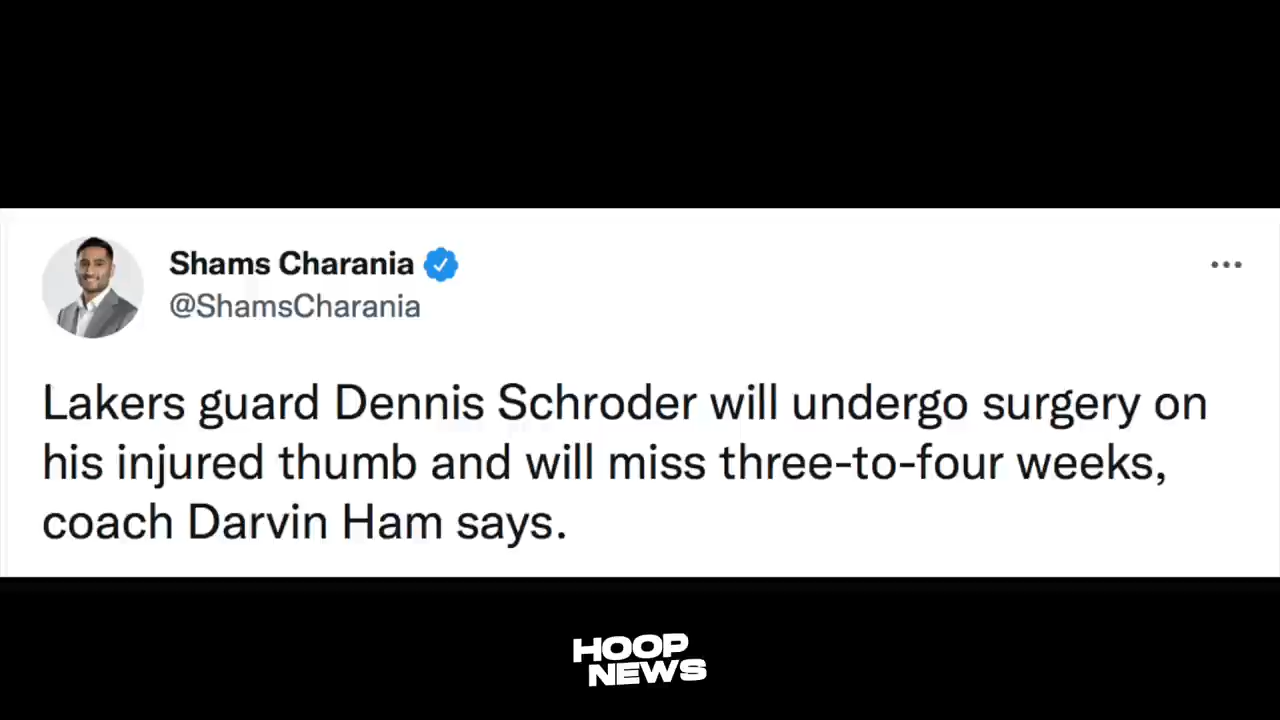 Shams Charania
@ShamsCharania
Lakers guard Dennis Schroder will undergo surgery on
his injured thumb and will miss three-to-four weeks,
coach Darvin Ham says.
HOOP
NEWS